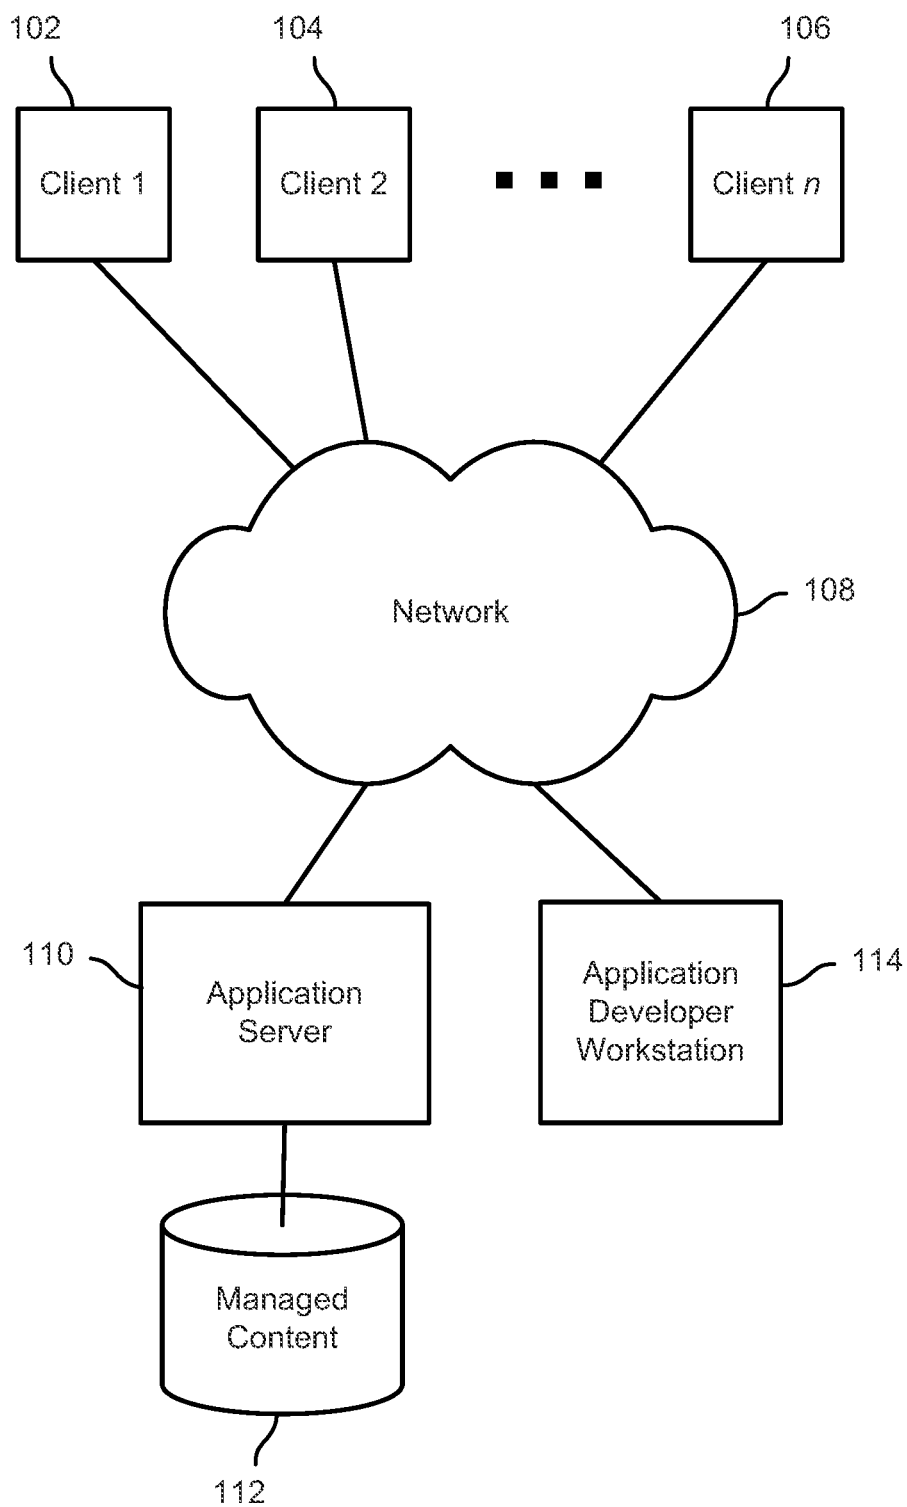 102
104
106
Client 1
Client 2
Client n
108
Network
110
114
Application
Server
Application
Developer
Workstation
Managed
Content
112